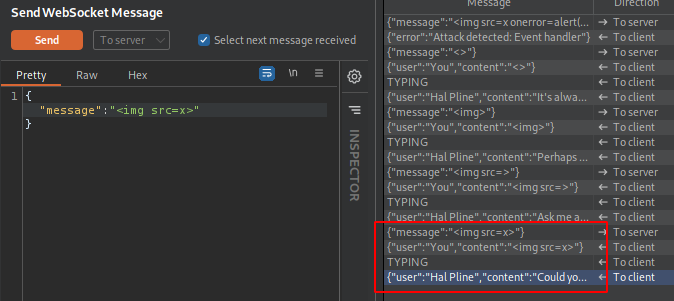 Send WebSocket Message
Send
To server
Select next message received
Pretty Raw Hex
\n
1 {
"message":"<img src=x>"
}
INSPECTOR
Message Direction
{"message":"<img src=x onerror=alert(... → To server
{"error":"Attack detected: Event handler"} ← To client
{"message":"<>"} → To server
{"user":"You","content":"<>"} ← To client
TYPING ← To client
{"user":"Hal Pline","content":"It's alwa... ← To client
{"message":"<img>"} → To server
{"user":"You","content":"<img>"} ← To client
TYPING ← To client
{"user":"Hal Pline","content":"Perhaps ... ← To client
{"message":"<img src=>"} → To server
{"user":"You","content":"<img src=>"} ← To client
TYPING ← To client
{"user":"Hal Pline","content":"Ask me a... ← To client
{"message":"<img src=x>"} → To server
{"user":"You","content":"<img src=x>"} ← To client
TYPING ← To client
{"user":"Hal Pline","content":"Could yo... ← To client